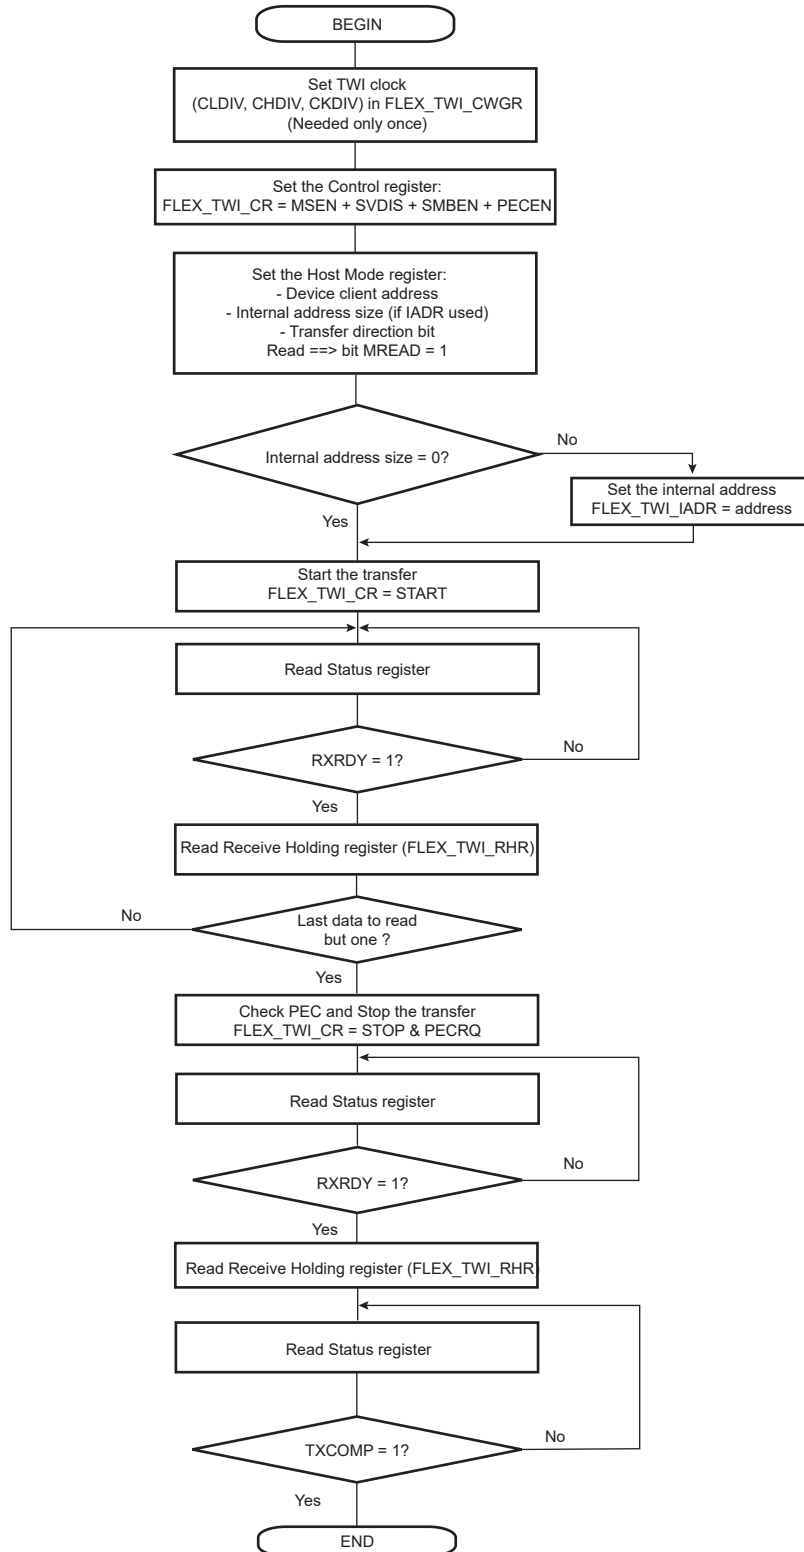 BEGIN
Set TWI clock
(CLDIV, CHDIV, CKDIV) in FLEX_TWI_CWGR
(Needed only once)
Set the Control register:
FLEX_TWI_CR = MSEN + SVDIS + SMBEN + PECEN
Set the Host Mode register:
- Device client address
- Internal address size (if IADR used)
- Transfer direction bit
Read ==> bit MREAD = 1
Internal address size = 0?
No
Set the internal address
FLEX_TWI_IADR = address
Yes
Start the transfer
FLEX_TWI_CR = START
Read Status register
RXRDY = 1?
No
Yes
Read Receive Holding register (FLEX_TWI_RHR)
Last data to read
but one ?
No
Yes
Check PEC and Stop the transfer
FLEX_TWI_CR = STOP & PECRQ
Read Status register
RXRDY = 1?
No
Yes
Read Receive Holding register (FLEX_TWI_RHR)
Read Status register
TXCOMP = 1?
No
Yes
END